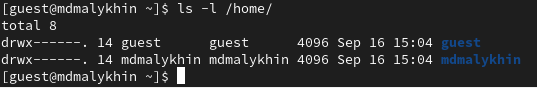 [guest@mdmalykhin ~]$ ls -l /home/
total 8
drwx------. 14 guest      guest      4096 Sep 16 15:04 guest
drwx------. 14 mdmalykhin mdmalykhin 4096 Sep 16 15:04 mdmalykhin
[guest@mdmalykhin ~]$